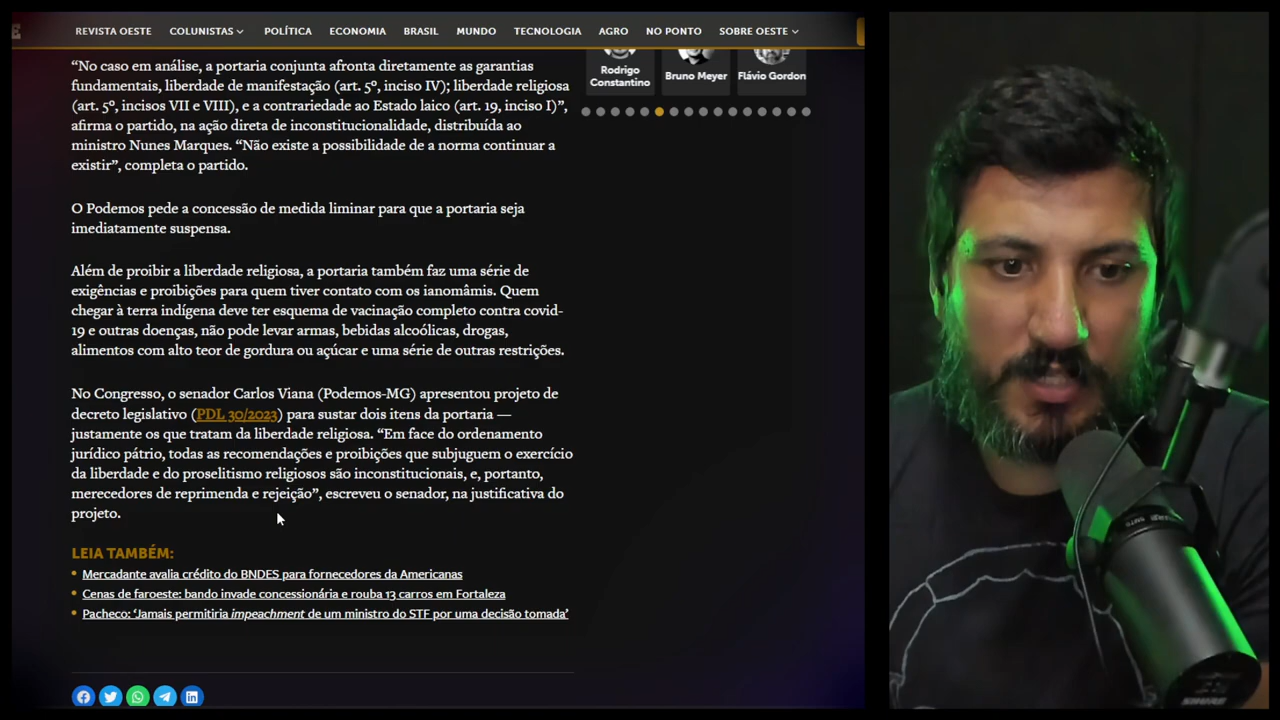 REVISTA OESTE COLUNISTAS POLÍTICA ECONOMIA BRASIL MUNDO TECNOLOGIA AGRO NO PONTO SOBRE OESTE
“No caso em análise, a portaria conjunta afronta diretamente as garantias
fundamentais, liberdade de manifestação (art. 5º, inciso IV); liberdade religiosa
(art. 5º, incisos VII e VIII), e a contrariedade ao Estado laico (art. 19, inciso I)”,
afirma o partido, na ação direta de inconstitucionalidade, distribuída ao
ministro Nunes Marques. “Não existe a possibilidade de a norma continuar a
existir”, completa o partido.
O Podemos pede a concessão de medida liminar para que a portaria seja
imediatamente suspensa.
Além de proibir a liberdade religiosa, a portaria também faz uma série de
exigências e proibições para quem tiver contato com os ianomâmis. Quem
chegar à terra indígena deve ter esquema de vacinação completo contra covid-
19 e outras doenças, não pode levar armas, bebidas alcoólicas, drogas,
alimentos com alto teor de gordura ou açúcar e uma série de outras restrições.
No Congresso, o senador Carlos Viana (Podemos-MG) apresentou projeto de
decreto legislativo (PDL 30/2023) para sustar dois itens da portaria —
justamente os que tratam da liberdade religiosa. “Em face do ordenamento
jurídico pátrio, todas as recomendações e proibições que subjuguem o exercício
da liberdade e do proselitismo religiosos são inconstitucionais, e, portanto,
merecedores de reprimenda e rejeição”, escreveu o senador, na justificativa do
projeto.
LEIA TAMBÉM:
Mercadante avalia crédito do BNDES para fornecedores da Americanas
Cenas de faroeste: bando invade concessionária e rouba 13 carros em Fortaleza
Pacheco: ‘Jamais permitiria impeachment de um ministro do STF por uma decisão tomada’
Rodrigo
Constantino
Bruno Meyer
Flávio Gordon